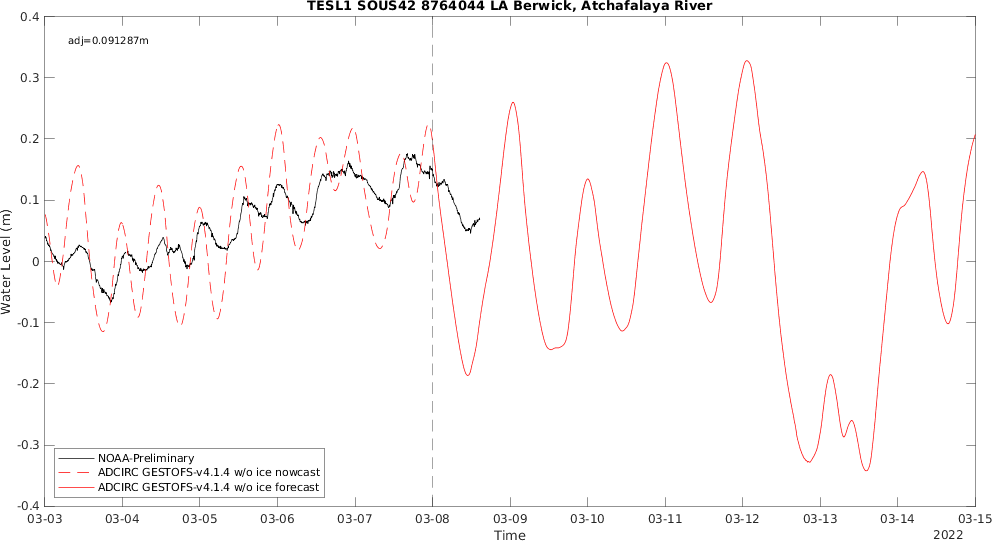 TESL1 SOUS42 8764044 LA Berwick, Atchafalaya River
adj=0.091287m
Water Level (m)
0.4
0.3
0.2
0.1
0
-0.1
-0.2
-0.3
-0.4
NOAA-Preliminary
ADCIRC GESTOFS-v4.1.4 w/o ice nowcast
ADCIRC GESTOFS-v4.1.4 w/o ice forecast
03-03 03-04 03-05 03-06 03-07 03-08 03-09 03-10 03-11 03-12 03-13 03-14 03-15
Time
2022